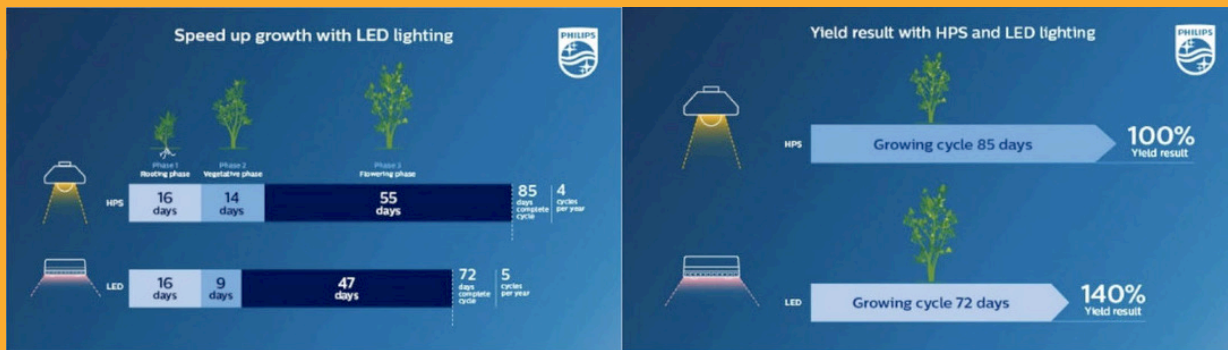 Speed up growth with LED lighting
PHILIPS
Phase 1
Rooting phase
Phase 2
Vegetative phase
Phase 3
Flowering phase
HPS
16
days
14
days
55
days
85
days
complete
cycle
4
cycles
per year
LED
16
days
9
days
47
days
72
days
complete
cycle
5
cycles
per year
Yield result with HPS and LED lighting
PHILIPS
HPS
Growing cycle 85 days
100%
Yield result
LED
Growing cycle 72 days
140%
Yield result